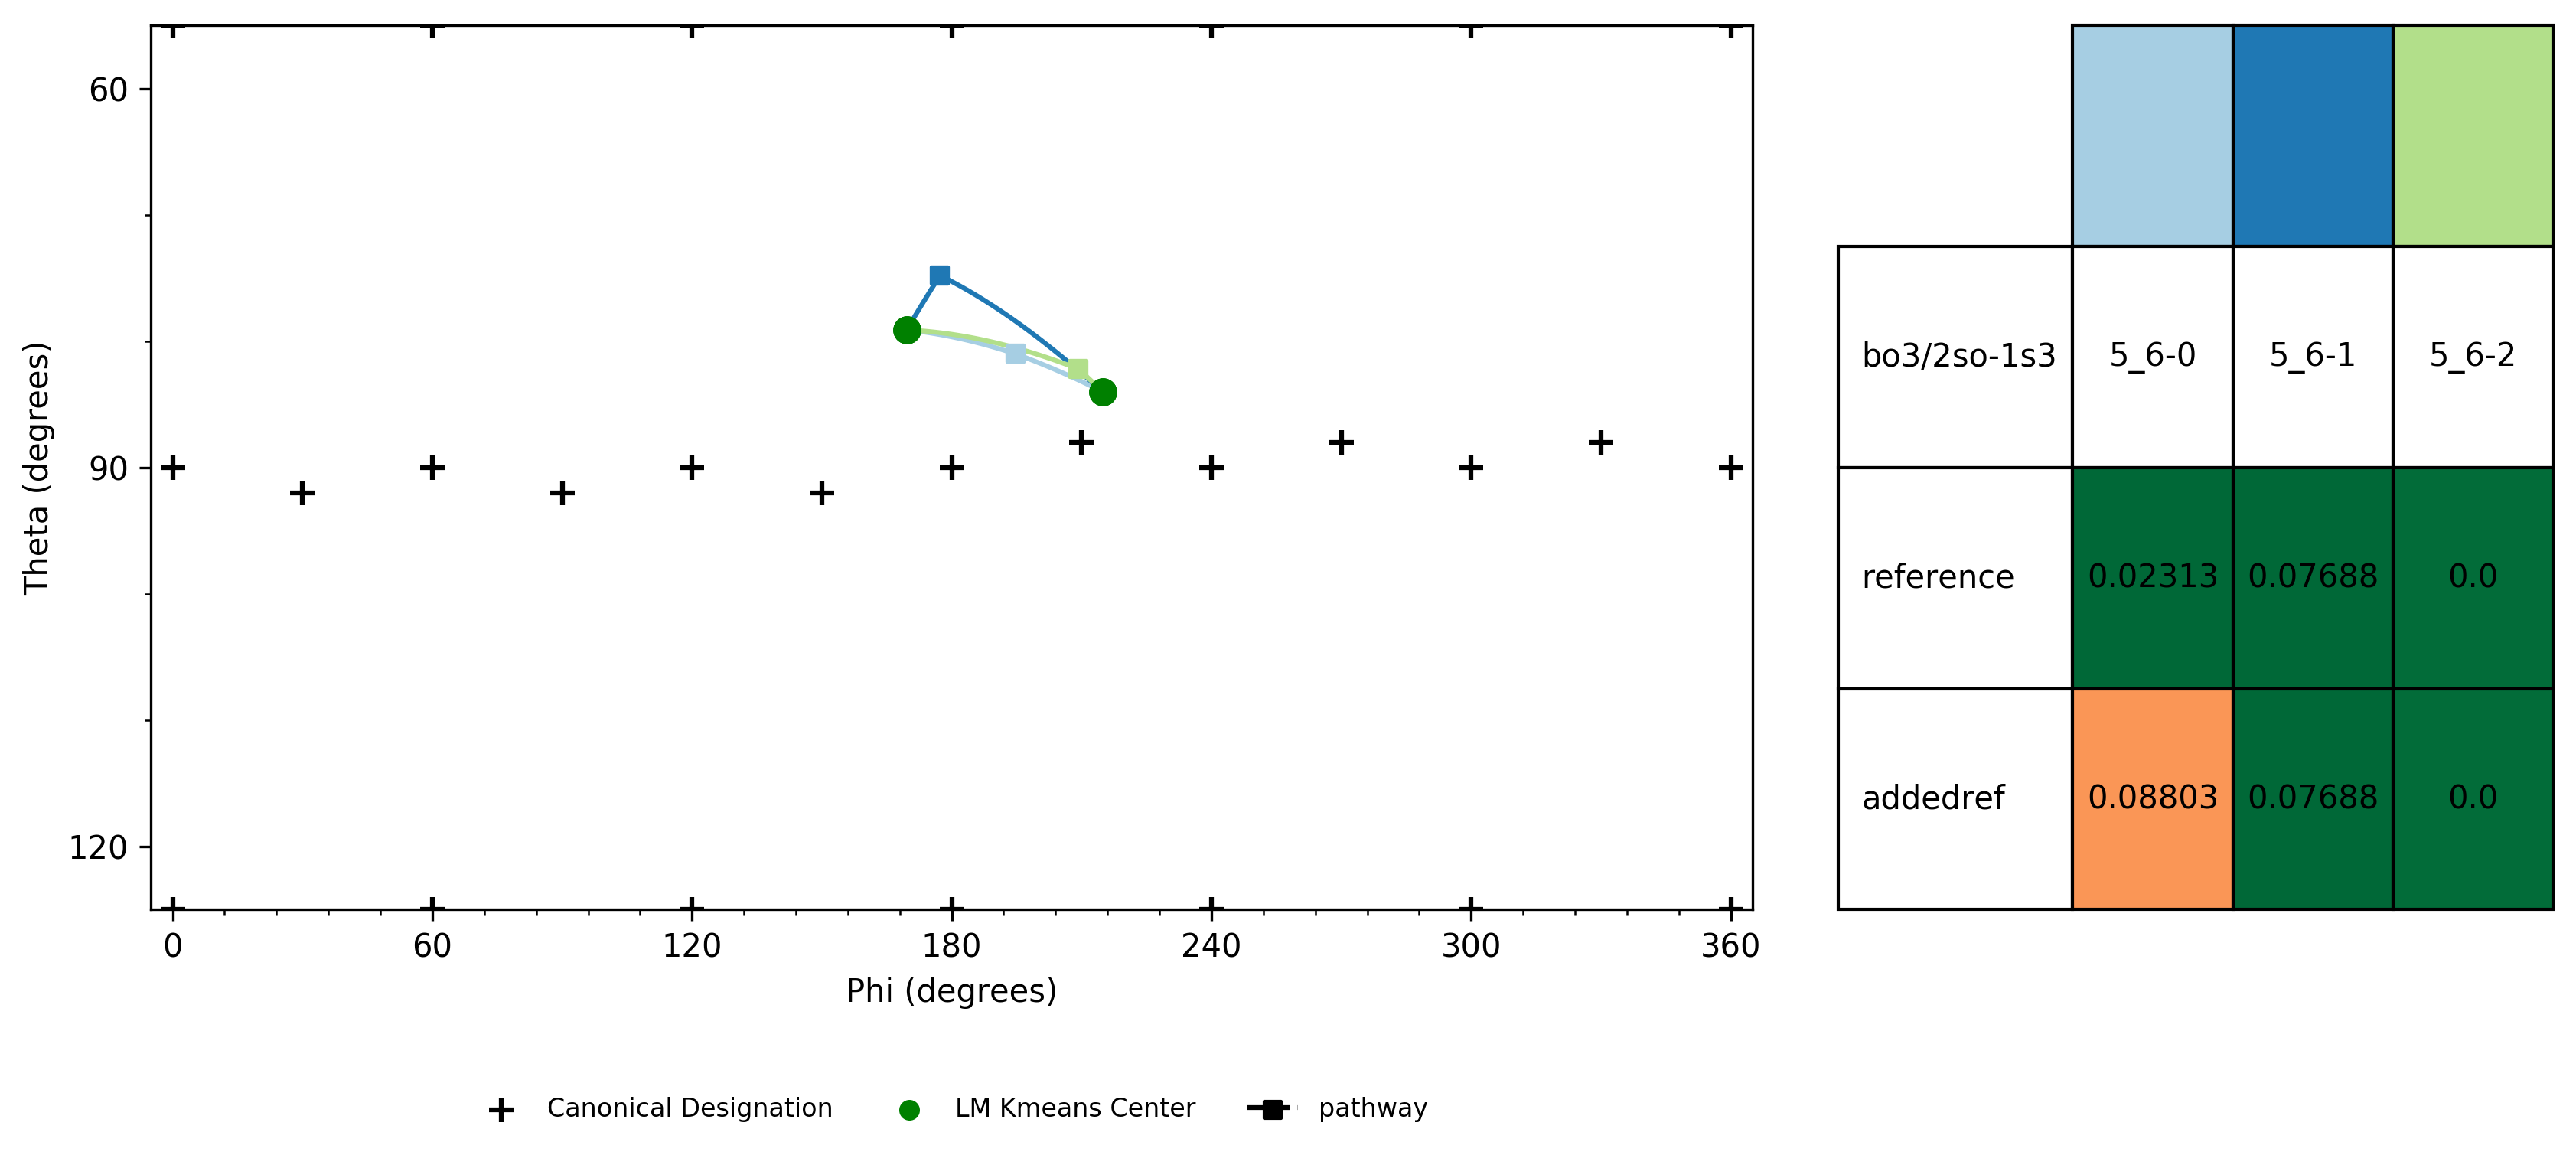 60
90
120
Theta (degrees)
0 60 120 180 240 300 360
Phi (degrees)
Canonical Designation LM Kmeans Center pathway
bo3/2so-1s3 5_6-0 5_6-1 5_6-2
reference 0.02313 0.07688 0.0
addedref 0.08803 0.07688 0.0